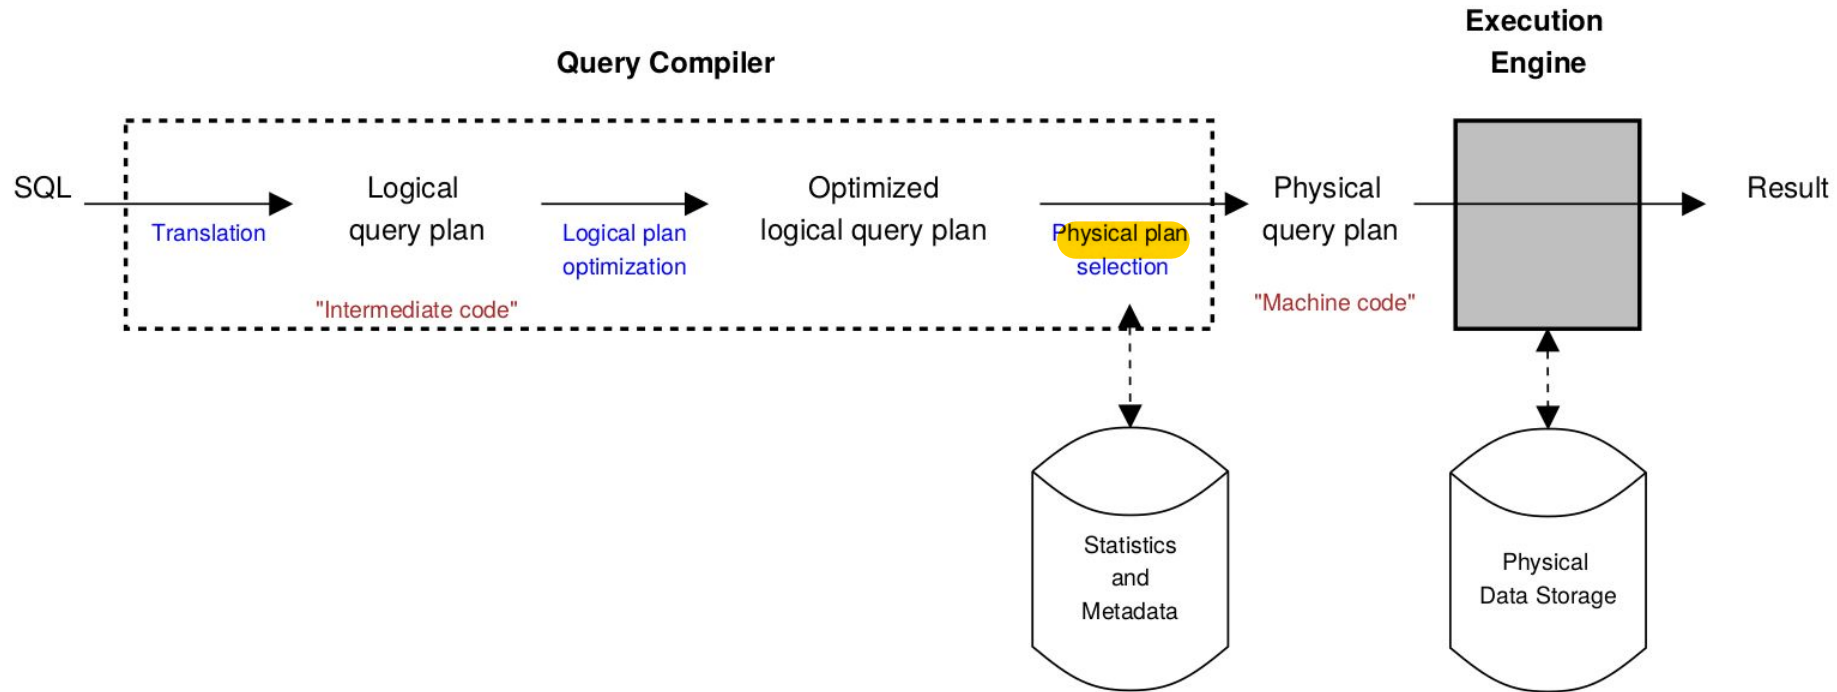 Query Compiler
Execution
Engine
SQL
Translation
Logical
query plan
"Intermediate code"
Logical plan
optimization
Optimized
logical query plan
Physical plan
selection
Physical
query plan
"Machine code"
Result
Statistics
and
Metadata
Physical
Data Storage